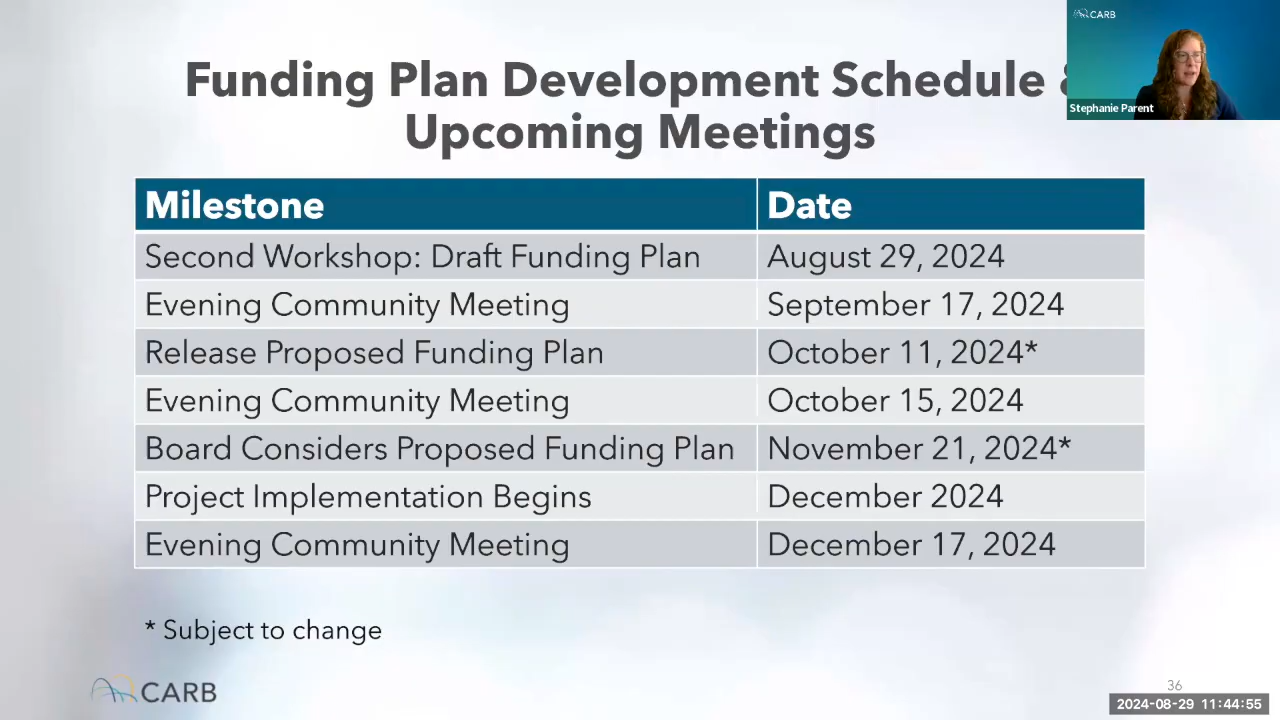 CARB
Funding Plan Development Schedule
Upcoming Meetings
Stephanie Parent
Milestone Date
Second Workshop: Draft Funding Plan August 29, 2024
Evening Community Meeting September 17, 2024
Release Proposed Funding Plan October 11, 2024*
Evening Community Meeting October 15, 2024
Board Considers Proposed Funding Plan November 21, 2024*
Project Implementation Begins December 2024
Evening Community Meeting December 17, 2024
* Subject to change
CARB
36
2024-08-29 11:44:55